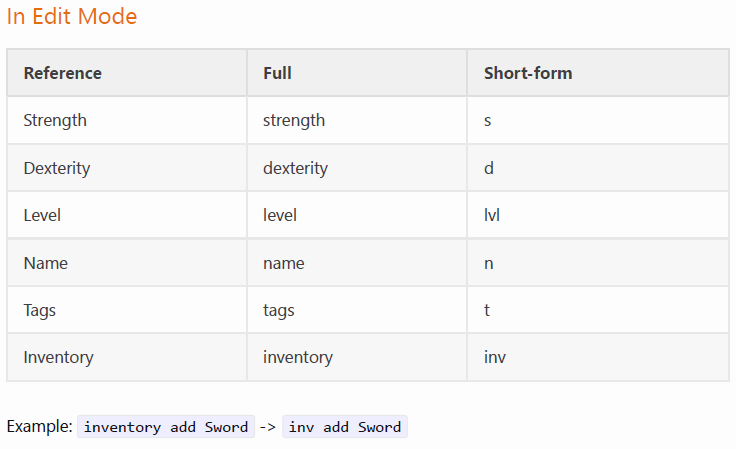 In Edit Mode
Reference Full Short-form
Strength strength s
Dexterity dexterity d
Level level lvl
Name name n
Tags tags t
Inventory inventory inv
Example: inventory add Sword -> inv add Sword